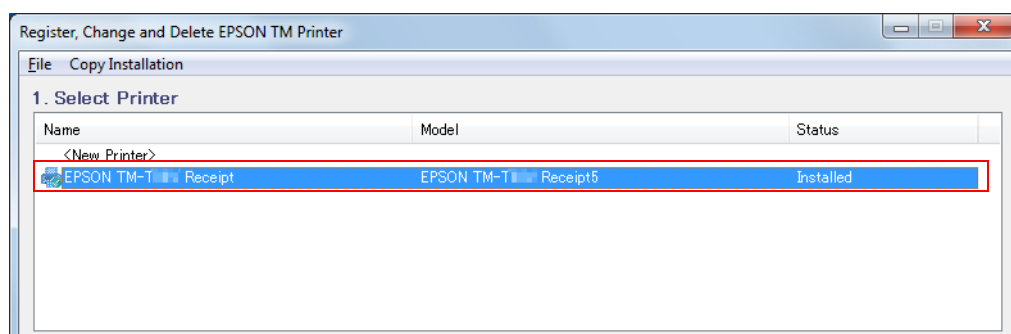 Register, Change and Delete EPSON TM Printer
File Copy Installation
1. Select Printer
Name Model Status
<New Printer>
EPSON TM-T Receipt EPSON TM-T Receipt5 Installed